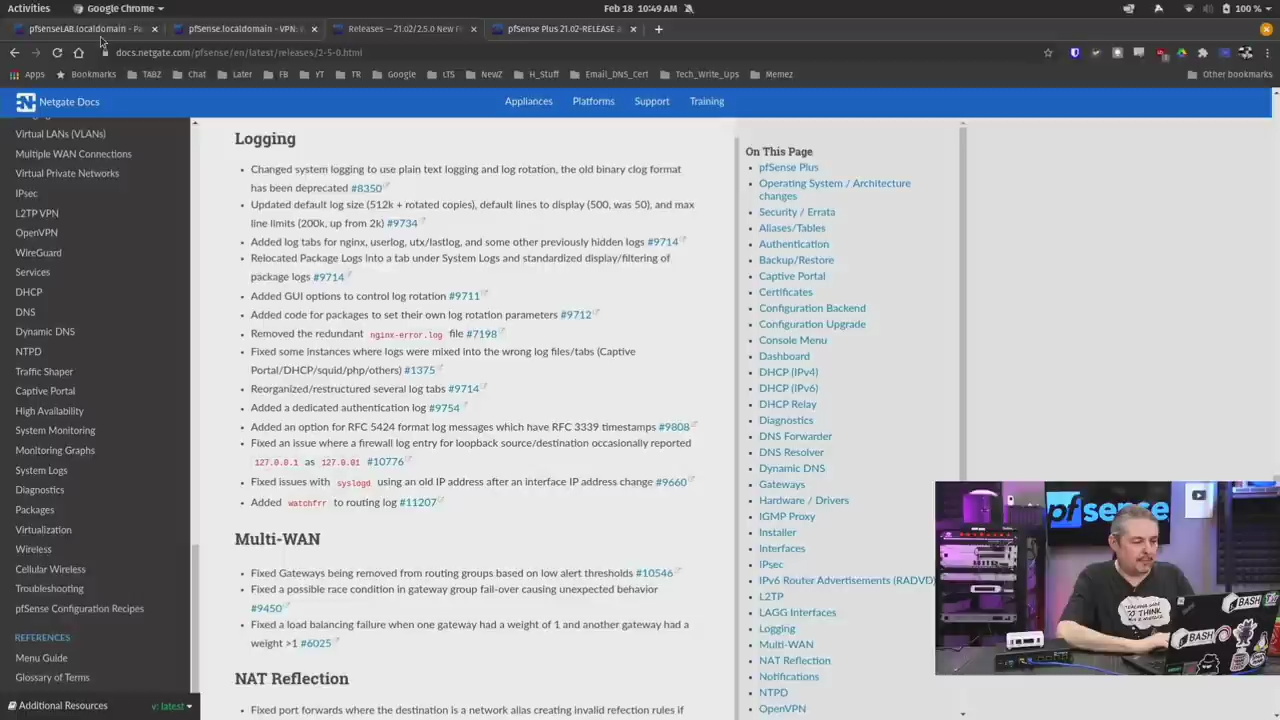 Activities
Google Chrome
Feb 18 10:49 AM
100 %
pfsenseLAB.localdomain - Pa
pfSense.localdomain - VPN:
Releases — 21.02/2.5.0 New F
pfSense Plus 21.02-RELEASE
docs.netgate.com/pfsense/en/latest/releases/2-5-0.html
Apps
Bookmarks
TABZ
Chat
Later
FB
YT
TR
Google
LTS
NewZ
H_Stuff
Email_DNS_Cert
Tech_Write_Ups
Memez
Other bookmarks
Netgate Docs
Appliances
Platforms
Support
Training
Virtual LANs (VLANs)
Multiple WAN Connections
Virtual Private Networks
IPsec
L2TP VPN
OpenVPN
WireGuard
Services
DHCP
DNS
Dynamic DNS
NTPD
Traffic Shaper
Captive Portal
High Availability
System Monitoring
Monitoring Graphs
System Logs
Diagnostics
Packages
Virtualization
Wireless
Cellular Wireless
Troubleshooting
pfSense Configuration Recipes
REFERENCES
Menu Guide
Glossary of Terms
Additional Resources
v: latest
Logging
Changed system logging to use plain text logging and log rotation, the old binary clog format
has been deprecated #8350
Updated default log size (512k + rotated copies), default lines to display (500, was 50), and max
line limits (200k, up from 2k) #9734
Added log tabs for nginx, userlog, utx/lastlog, and some other previously hidden logs #9714
Relocated Package Logs into a tab under System Logs and standardized display/filtering of
package logs #9714
Added GUI options to control log rotation #9711
Added code for packages to set their own log rotation parameters #9712
Removed the redundant nginx-error.log file #7198
Fixed some instances where logs were mixed into the wrong log files/tabs (Captive
Portal/DHCP/squid/php/others) #1375
Reorganized/restructured several log tabs #9714
Added a dedicated authentication log #9754
Added an option for RFC 5424 format log messages which have RFC 3339 timestamps #9808
Fixed an issue where a firewall log entry for loopback source/destination occasionally reported
127.0.0.1 as 127.0.01 #10776
Fixed issues with syslogd using an old IP address after an interface IP address change #9660
Added watchfrr to routing log #11207
Multi-WAN
Fixed Gateways being removed from routing groups based on low alert thresholds #10546
Fixed a possible race condition in gateway group fail-over causing unexpected behavior
#9450
Fixed a load balancing failure when one gateway had a weight of 1 and another gateway had a
weight >1 #6025
NAT Reflection
Fixed port forwards where the destination is a network alias creating invalid refection rules if
On This Page
pfSense Plus
Operating System / Architecture
changes
Security / Errata
Aliases/Tables
Authentication
Backup/Restore
Captive Portal
Certificates
Configuration Backend
Configuration Upgrade
Console Menu
Dashboard
DHCP (IPv4)
DHCP (IPv6)
DHCP Relay
Diagnostics
DNS Forwarder
DNS Resolver
Dynamic DNS
Gateways
Hardware / Drivers
IGMP Proxy
Installer
Interfaces
IPsec
IPv6 Router Advertisements (RADVD)
L2TP
LAGG Interfaces
Logging
Multi-WAN
NAT Reflection
Notifications
NTPD
OpenVPN
pfsense
TO THINK
BASH
BASH